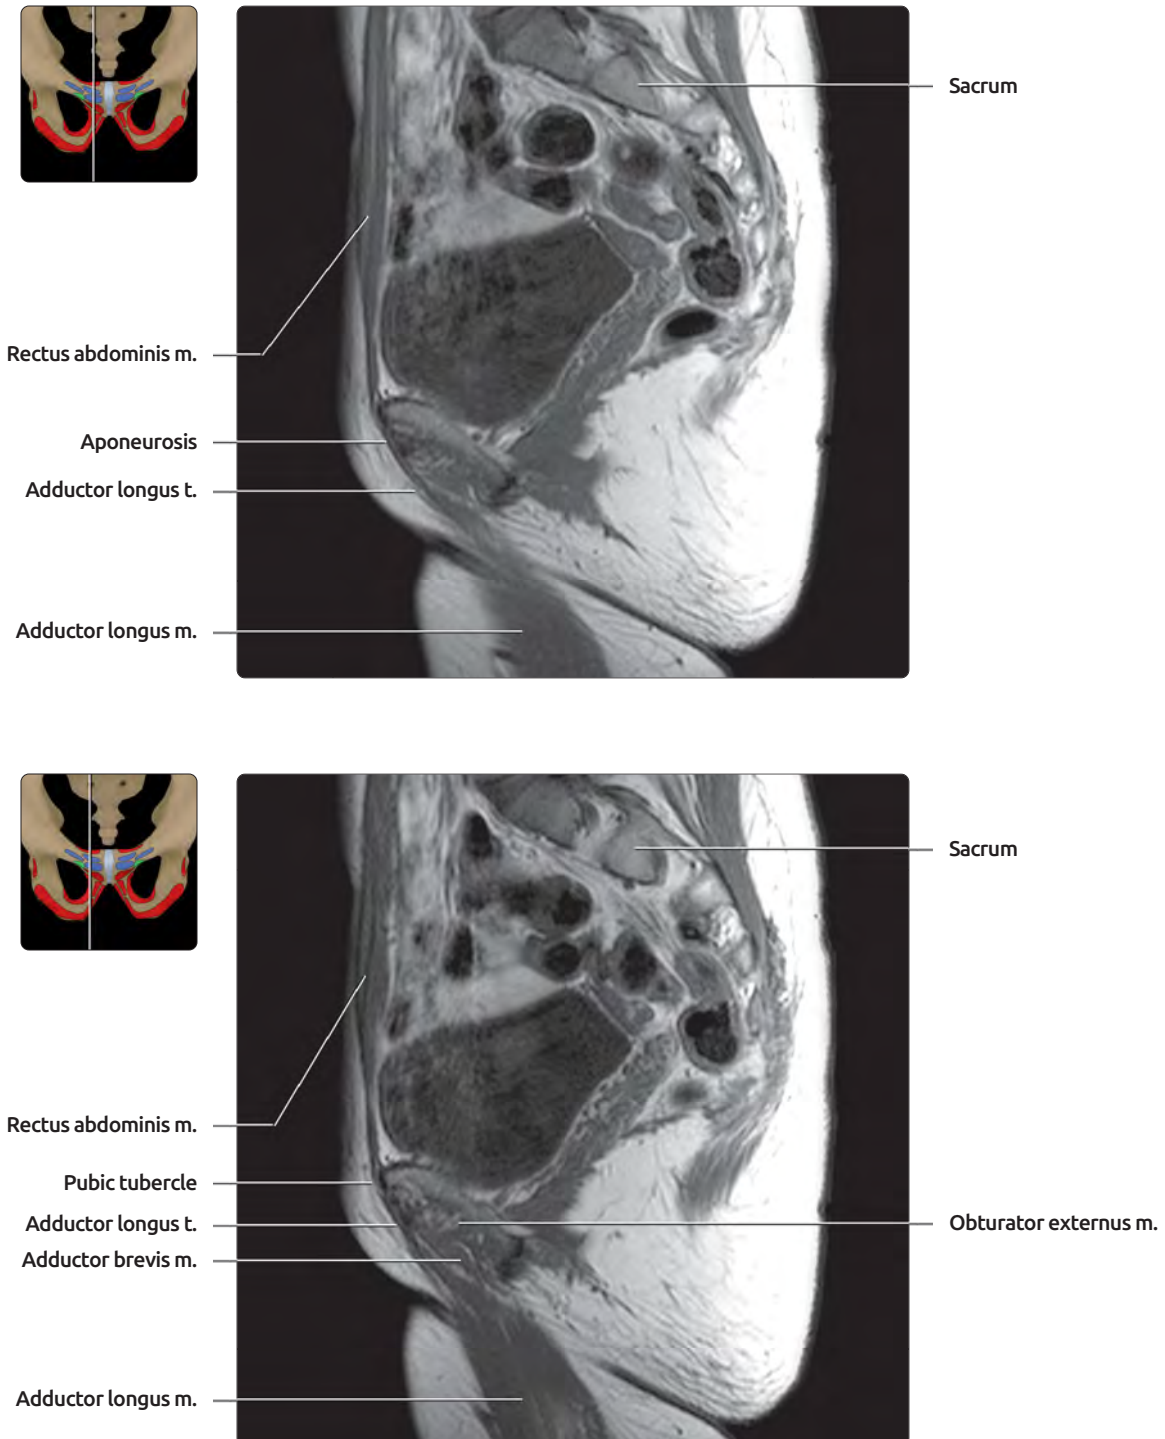 Sacrum
Rectus abdominis m.
Aponeurosis
Adductor longus t.
Adductor longus m.
Sacrum
Rectus abdominis m.
Pubic tubercle
Adductor longus t.
Obturator externus m.
Adductor brevis m.
Adductor longus m.